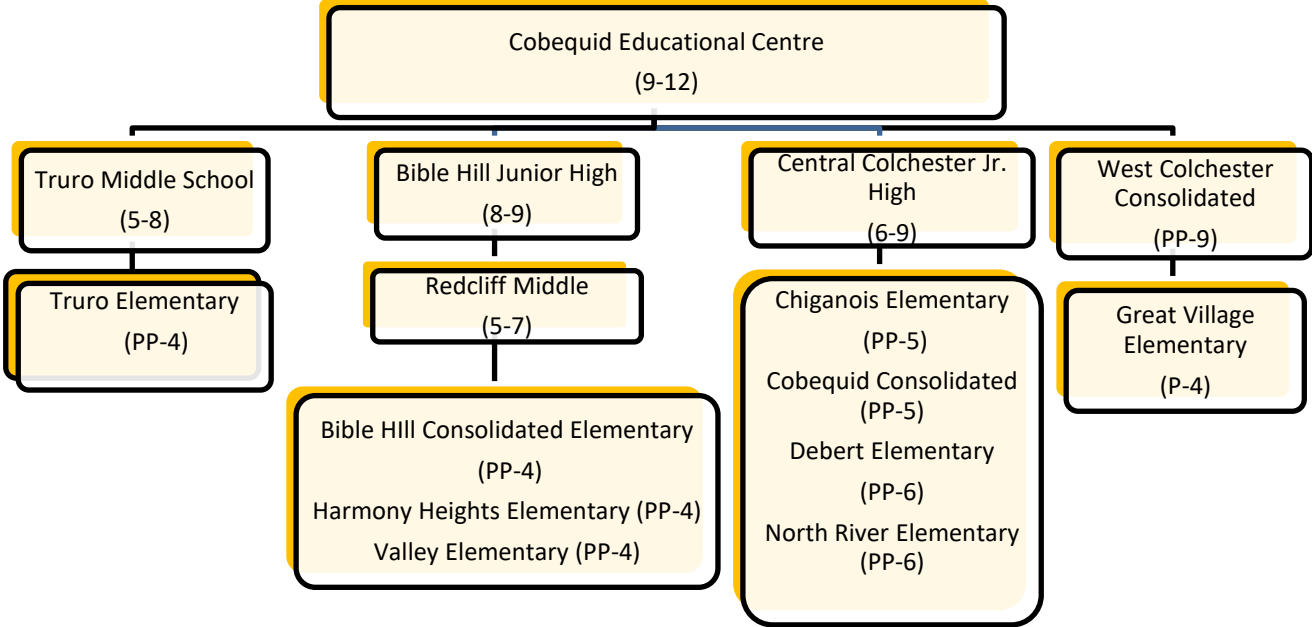 Cobequid Educational Centre
(9-12)
Truro Middle School
(5-8)
Bible Hill Junior High
(8-9)
Central Colchester Jr.
High
(6-9)
West Colchester
Consolidated
(PP-9)
Truro Elementary
(PP-4)
Redcliff Middle
(5-7)
Bible HIll Consolidated Elementary
(PP-4)
Harmony Heights Elementary (PP-4)
Valley Elementary (PP-4)
Chiganois Elementary
(PP-5)
Cobequid Consolidated
(PP-5)
Debert Elementary
(PP-6)
North River Elementary
(PP-6)
Great Village
Elementary
(P-4)